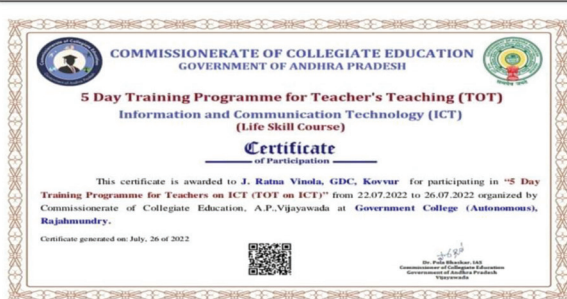 COMMISSIONERATE OF COLLEGIATE EDUCATION
GOVERNMENT OF ANDHRA PRADESH
5 Day Training Programme for Teacher's Teaching (TOT)
Information and Communication Technology (ICT)
(Life Skill Course)
Certificate
of Participation
This certificate is awarded to J. Ratna Vinola, GDC, Kovvur for participating in "5 Day
Training Programme for Teachers on ICT (TOT on ICT)" from 22.07.2022 to 26.07.2022 organized by
Commissionerate of Collegiate Education, A.P.,Vijayawada at Government College (Autonomous),
Rajahmundry.
Certificate generated on: July, 26 of 2022
Dr. Pola Bhaskar, IAS
Commissioner of Collegiate Education
Government of Andhra Pradesh
Vijayawada